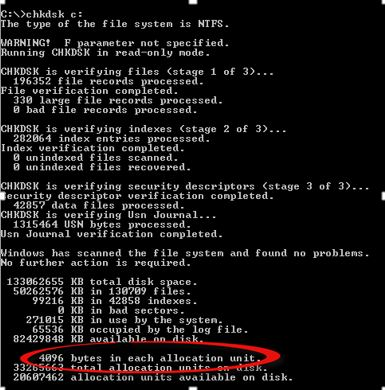 C:\>chkdsk c:
The type of the file system is NTFS.
WARNING!  F parameter not specified.
Running CHKDSK in read-only mode.
CHKDSK is verifying files (stage 1 of 3)...
196352 file records processed.
File verification completed.
330 large file records processed.
0 bad file records processed.
CHKDSK is verifying indexes (stage 2 of 3)...
282064 index entries processed.
Index verification completed.
0 unindexed files scanned.
0 unindexed files recovered.
CHKDSK is verifying security descriptors (stage 3 of 3)...
Security descriptor verification completed.
42857 data files processed.
CHKDSK is verifying Usn Journal...
1315464 USN bytes processed.
Usn Journal verification completed.
Windows has scanned the file system and found no problems.
No further action is required.
133062655 KB total disk space.
50262576 KB in 130709 files.
99216 KB in 42858 indexes.
0 KB in bad sectors.
271015 KB in use by the system.
65536 KB occupied by the log file.
82429848 KB available on disk.
4096 bytes in each allocation unit.
33265663 total allocation units on disk.
20607462 allocation units available on disk.